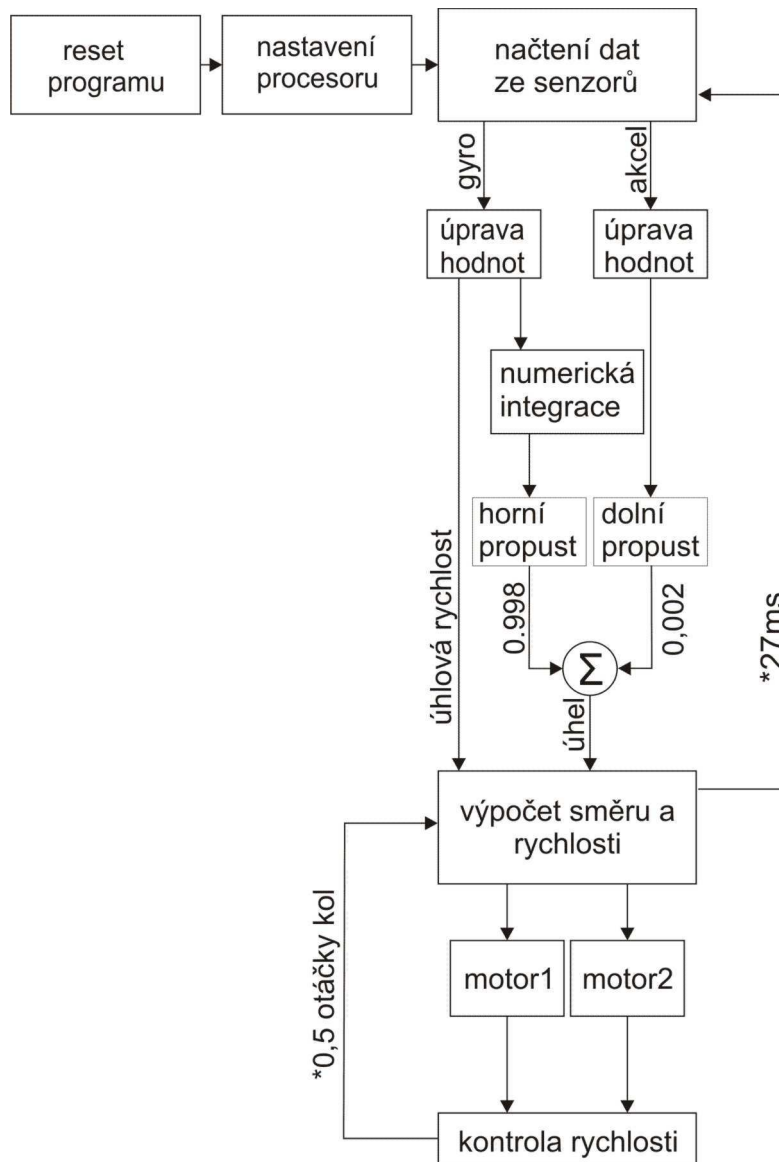 reset
programu
nastavení
procesoru
načtení dat
ze senzorů
gyro
akcel
úprava
hodnot
úprava
hodnot
numerická
integrace
horní
propust
dolní
propust
úhlová rychlost
0.998
0,002
*27ms
Σ
úhel
výpočet směru a
rychlosti
*0,5 otáčky kol
motor1
motor2
kontrola rychlosti